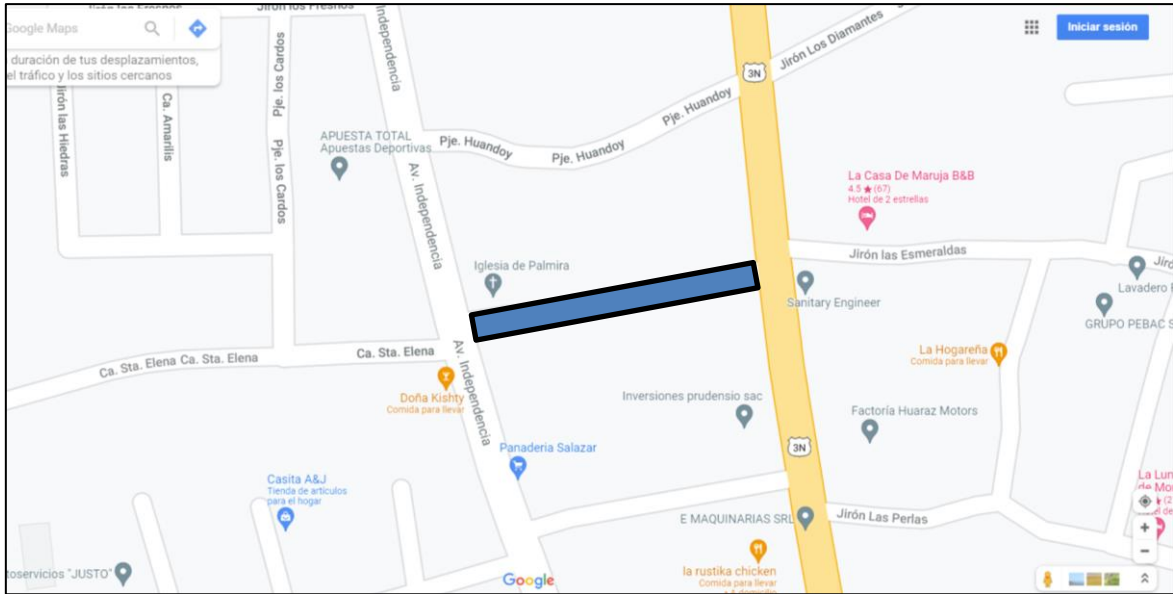 Jirón los Fresnos
Jirón los Fresnos
Google Maps
Iniciar sesión
duración de tus desplazamientos,
el tráfico y los sitios cercanos
Independencia
Pje. los Cardos
Jirón Los Diamantes
3N
Jirón las Hiedras
Ca. Amarilis
Pje. los Cardos
APUESTA TOTAL
Apuestas Deportivas
Pje. Huandoy
Pje. Huandoy
Pje. Huandoy
Av. Independencia
La Casa De Maruja B&B
4.5 ★ (67)
Hotel de 2 estrellas
Jirón las Esmeraldas
Iglesia de Palmira
Sanitary Engineer
Lavadero
GRUPO PEBAC S
Ca. Sta. Elena Ca. Sta. Elena
Ca. Sta. Elena
Av. Independencia
La Hogareña
Comida para llevar
Doña Kishty
Comida para llevar
Inversiones prudensio sac
Factoría Huaraz Motors
Panaderia Salazar
3N
Casita A&J
Tienda de artículos
para el hogar
E MAQUINARIAS SRL
Jirón Las Perlas
toservicios "JUSTO"
Google
la rustika chicken
Comida para llevar